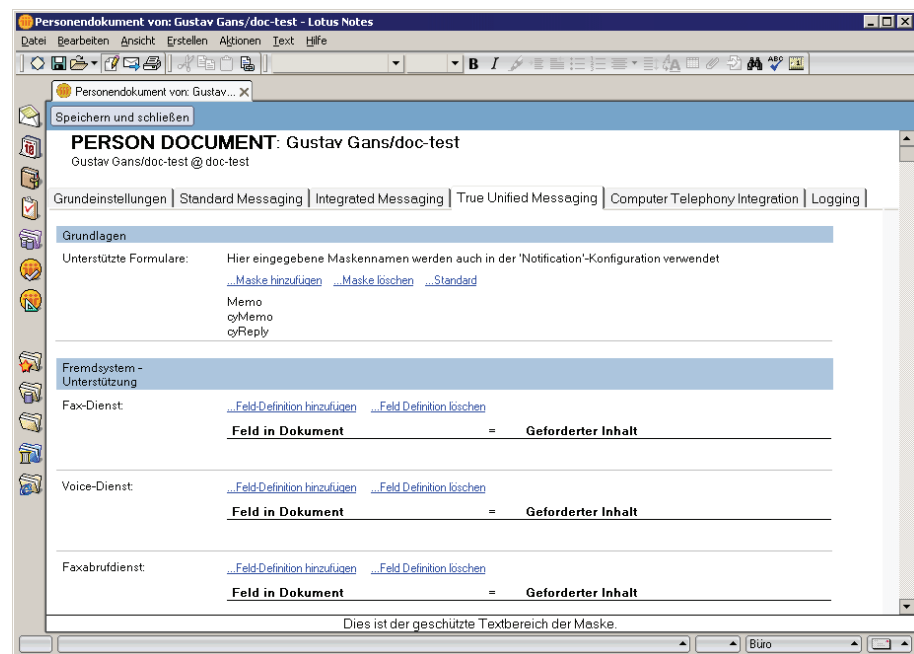 Personendokument von: Gustav Gans/doc-test - Lotus Notes
Datei Bearbeiten Ansicht Erstellen Aktionen Text Hilfe
B I
ABC
Personendokument von: Gustav...
18
Speichern und schließen
PERSON DOCUMENT: Gustav Gans/doc-test
Gustav Gans/doc-test @ doc-test
Grundeinstellungen Standard Messaging Integrated Messaging True Unified Messaging Computer Telephony Integration Logging
Grundlagen
Unterstützte Formulare: Hier eingegebene Maskennamen werden auch in der 'Notification'-Konfiguration verwendet
...Maske hinzufügen ...Maske löschen ...Standard
Memo
cyMemo
cyReply
Fremdsystem -
Unterstützung
Fax-Dienst: ...Feld-Definition hinzufügen ...Feld Definition löschen
Feld in Dokument = Geforderter Inhalt
Voice-Dienst: ...Feld-Definition hinzufügen ...Feld Definition löschen
Feld in Dokument = Geforderter Inhalt
Faxabrufdienst: ...Feld-Definition hinzufügen ...Feld Definition löschen
Feld in Dokument = Geforderter Inhalt
Dies ist der geschützte Textbereich der Maske.
Büro